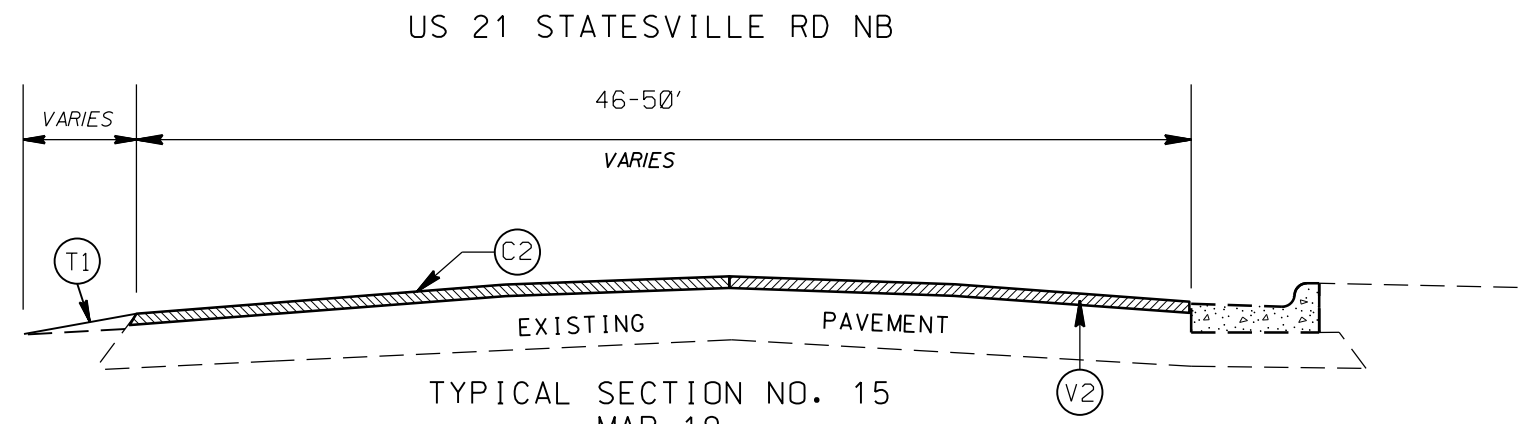 US 21 STATESVILLE RD NB
46-50'
VARIES
VARIES
T1
C2
EXISTING PAVEMENT
V2
TYPICAL SECTION NO. 15